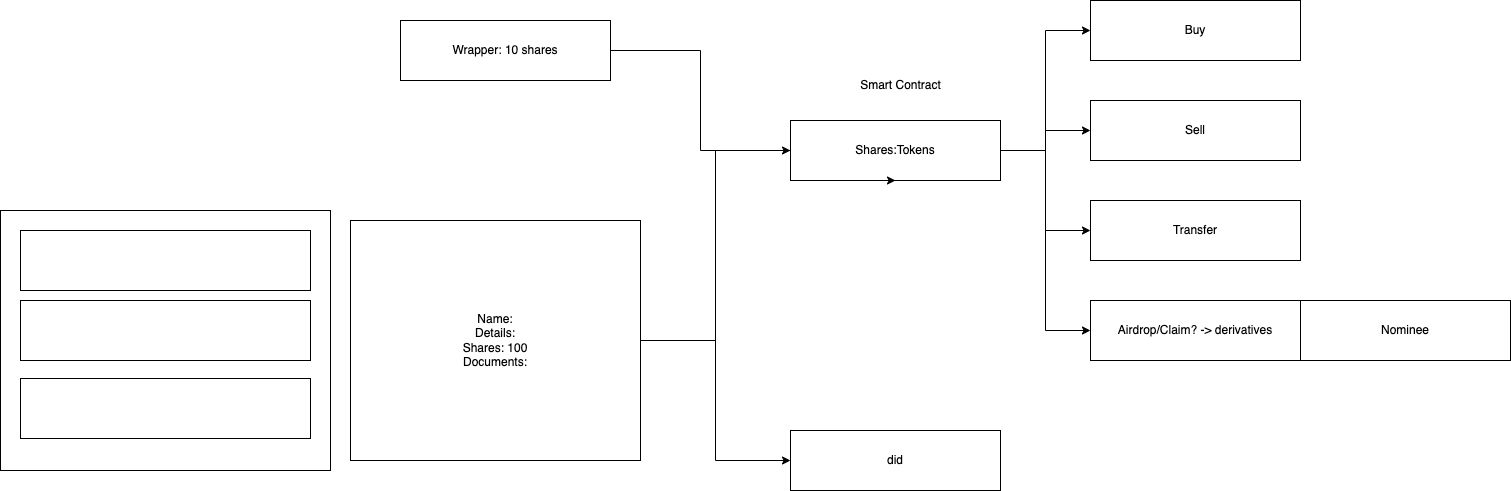 Wrapper: 10 shares
Smart Contract
Shares:Tokens
Name:
Details:
Shares: 100
Documents:
did
Buy
Sell
Transfer
Airdrop/Claim? -> derivatives
Nominee